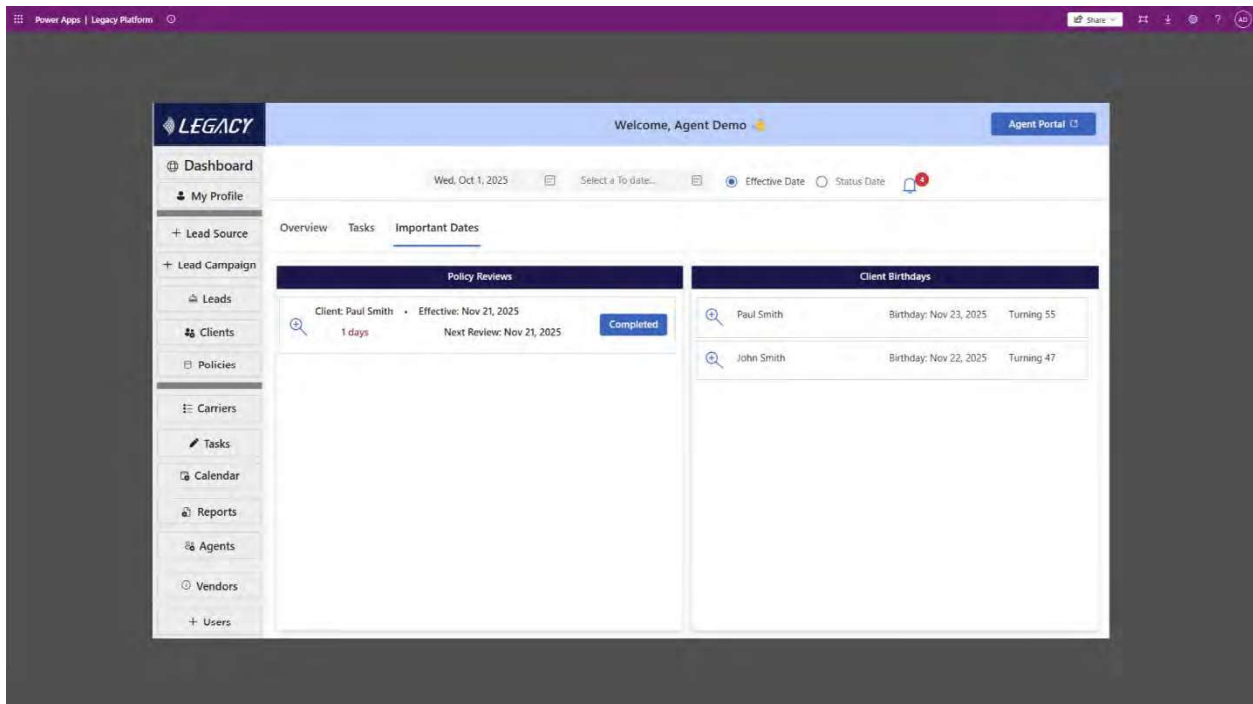 Power Apps | Legacy Platform
Share
AD
LEGACY
Welcome, Agent Demo
Agent Portal
Dashboard
My Profile
+ Lead Source
+ Lead Campaign
Leads
Clients
Policies
Carriers
Tasks
Calendar
Reports
Agents
Vendors
+ Users
Wed, Oct 1, 2025
Select a To date...
Effective Date
Status Date
4
Overview Tasks Important Dates
Policy Reviews
Client: Paul Smith • Effective: Nov 21, 2025
1 days Next Review: Nov 21, 2025
Completed
Client Birthdays
Paul Smith Birthday: Nov 23, 2025 Turning 55
John Smith Birthday: Nov 22, 2025 Turning 47